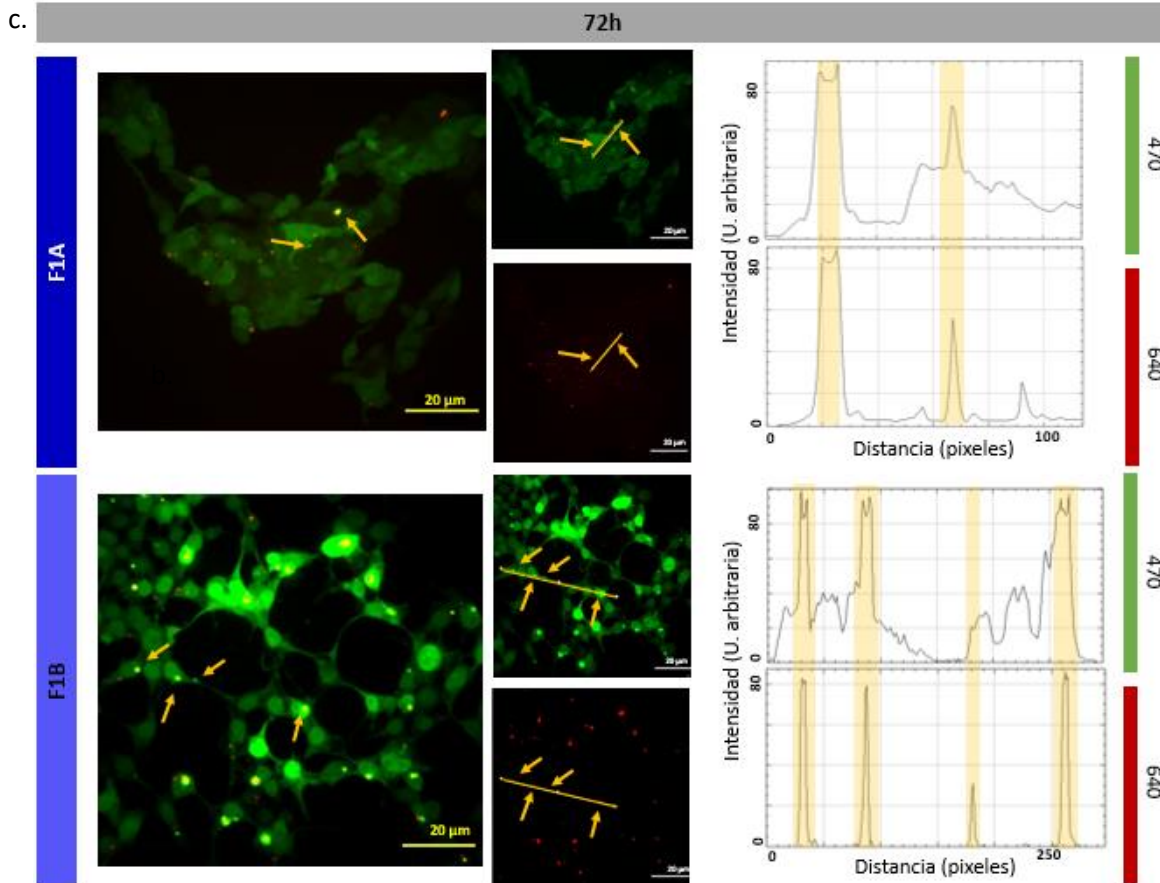 c.
72h
F1A
20 µm
20 µm
20 µm
Intensidad (U. arbitraria)
80
0
80
0
0
100
Distancia (pixeles)
470
640
F1B
20 µm
20 µm
20 µm
Intensidad (U. arbitraria)
80
0
80
0
0
250
Distancia (pixeles)
470
640